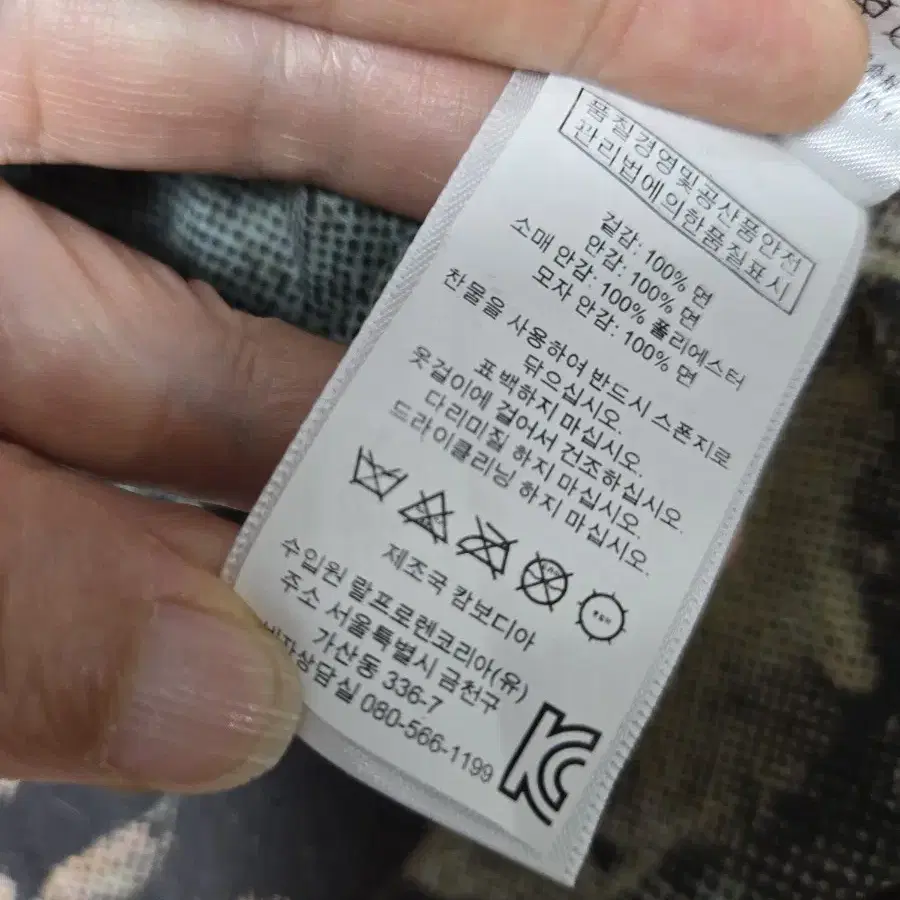 품질경영및공산품안전
관리법에의한품질표시
겉감: 100% 면
안감: 100% 면
소매 안감: 100% 폴리에스터
모자 안감: 100% 면
찬물을 사용하여 반드시 스폰지로
닦으십시오.
표백하지 마십시오.
옷걸이에 걸어서 건조하십시오.
다리미질 하지 마십시오.
드라이클리닝 하지 마십시오.
제조국 캄보디아
수입원 랄프로렌코리아(유)
주소 서울특별시 금천구
가산동 336-7
080-566-1199